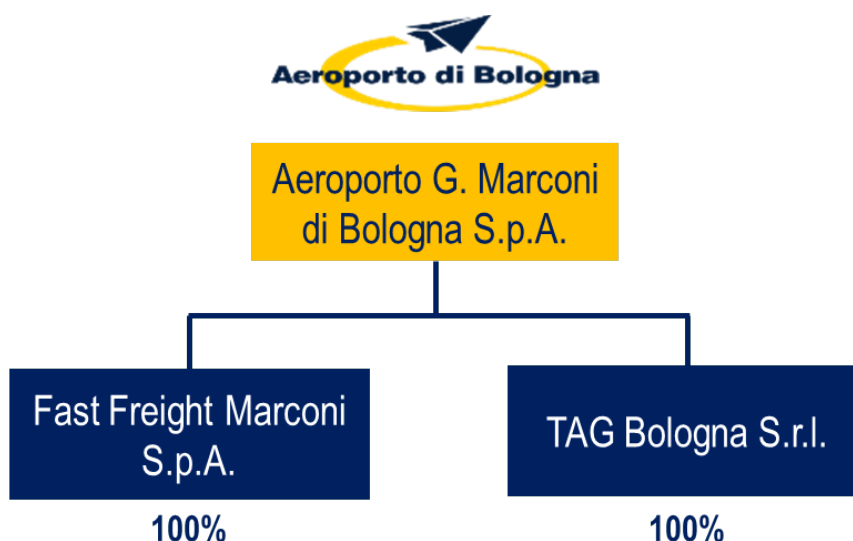 Aeroporto di Bologna
Aeroporto G. Marconi
di Bologna S.p.A.
Fast Freight Marconi
S.p.A.
TAG Bologna S.r.l.
100%
100%